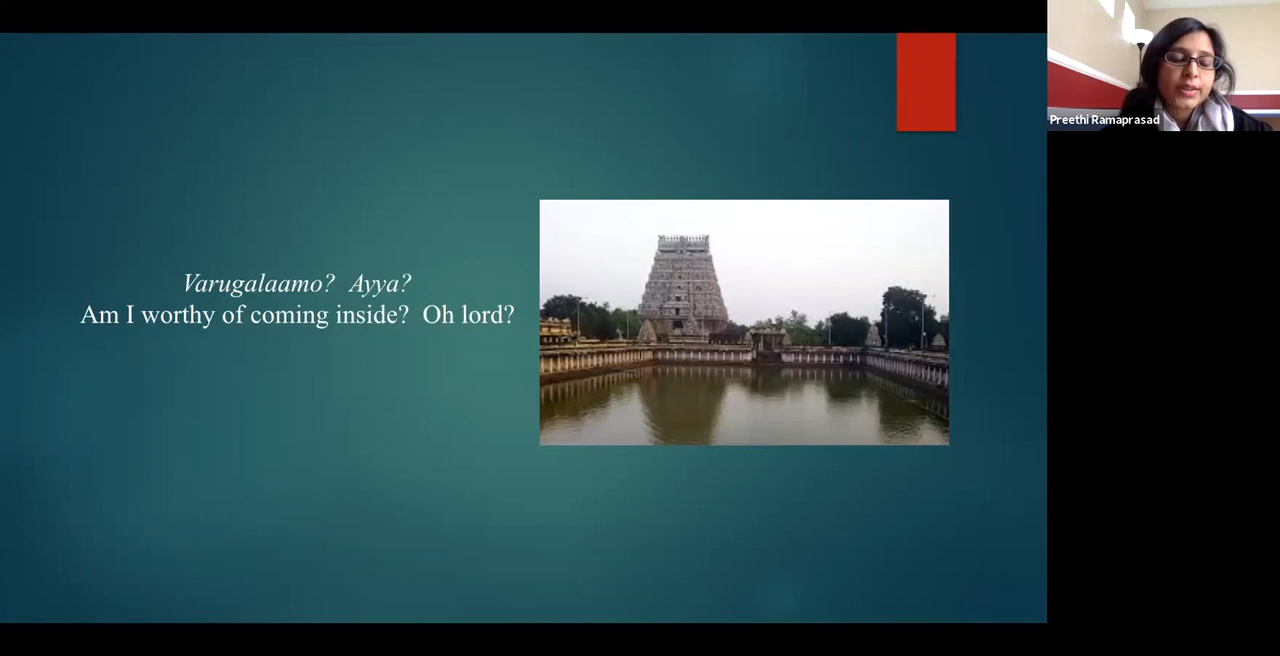 Varugalaamo? Ayya?
Am I worthy of coming inside? Oh lord?
Preethi Ramaprasad